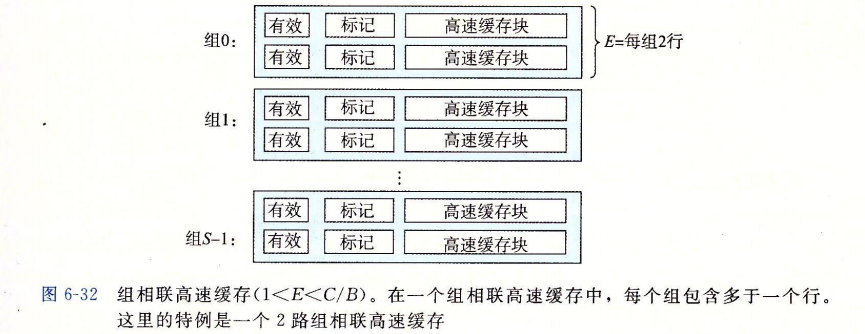 组0: 有效 标记 高速缓存块
有效 标记 高速缓存块
E=每组2行
组1: 有效 标记 高速缓存块
有效 标记 高速缓存块
⋮
组S-1: 有效 标记 高速缓存块
有效 标记 高速缓存块
图 6-32 组相联高速缓存(1<E<C/B)。在一个组相联高速缓存中，每个组包含多于一个行。
这里的特例是一个 2 路组相联高速缓存